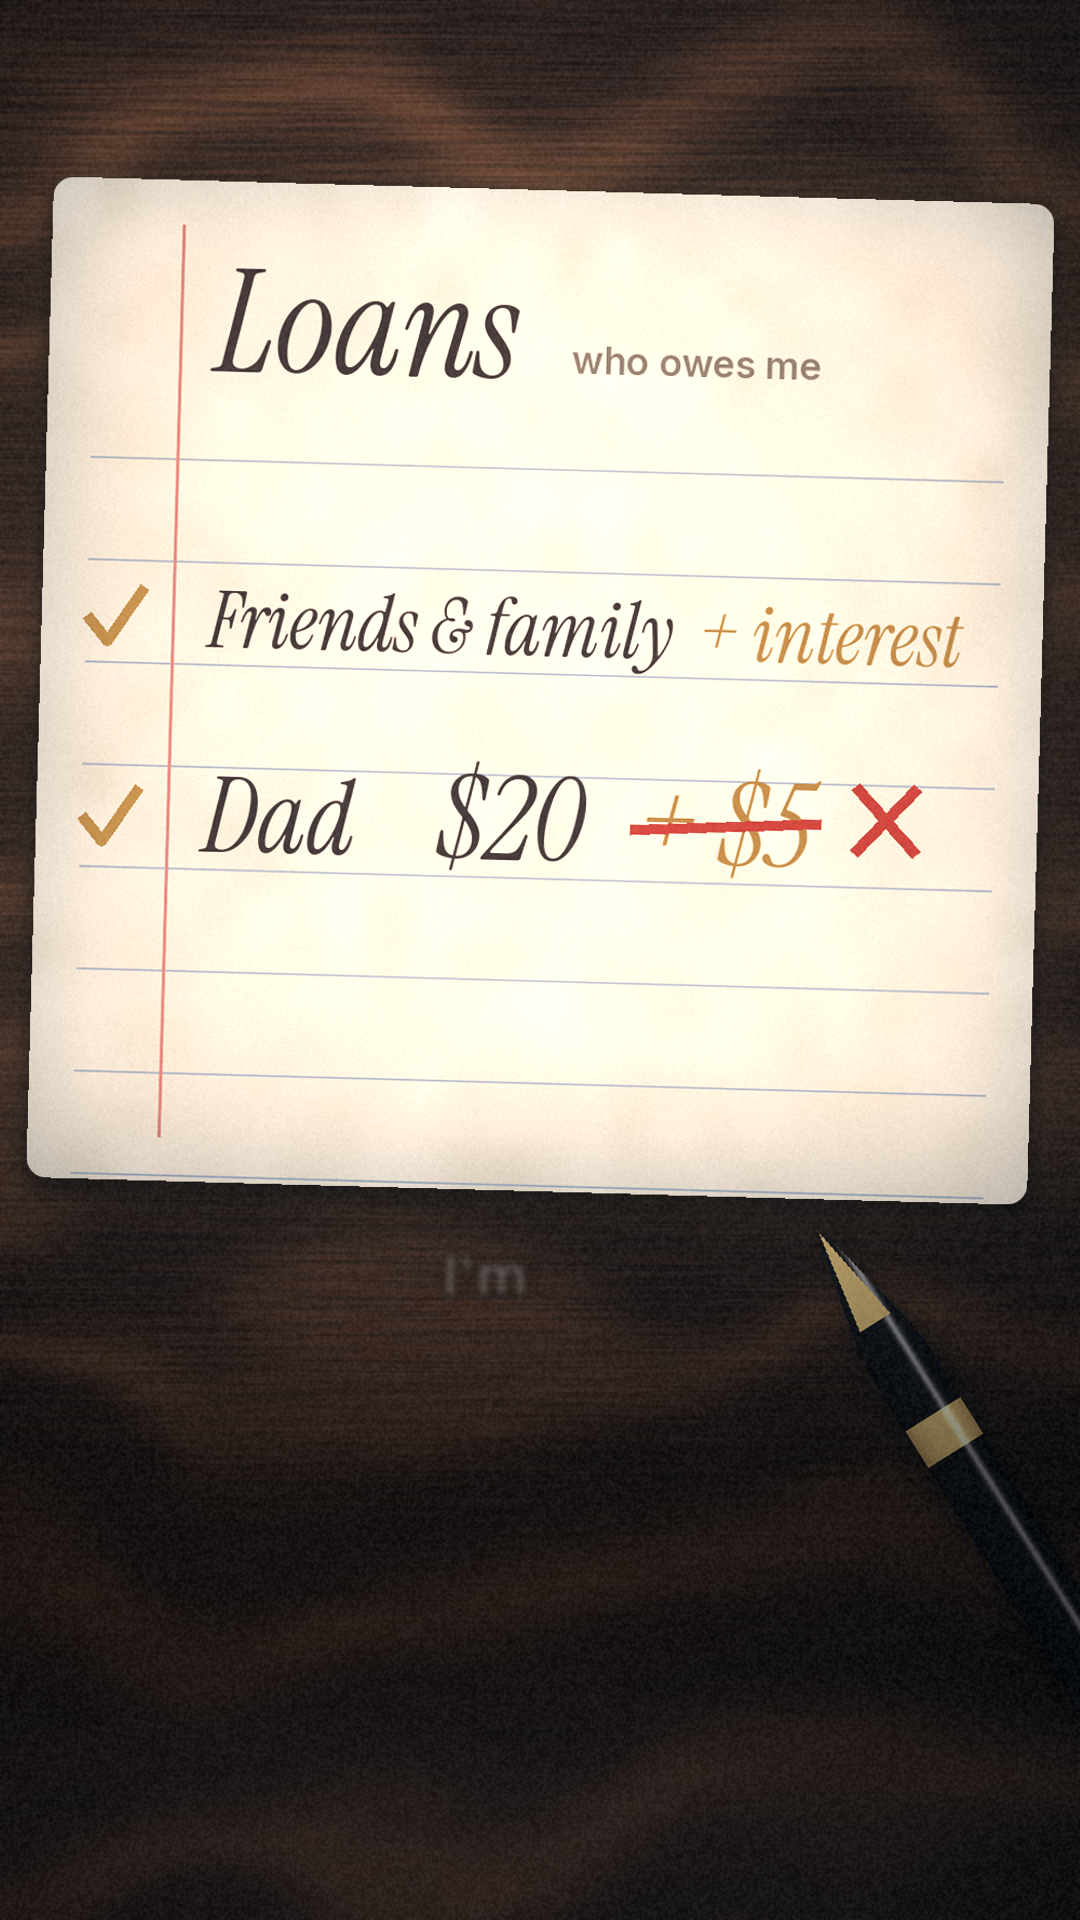 Loans who owes me
Friends & family + interest
Dad $20 + $5
I'm